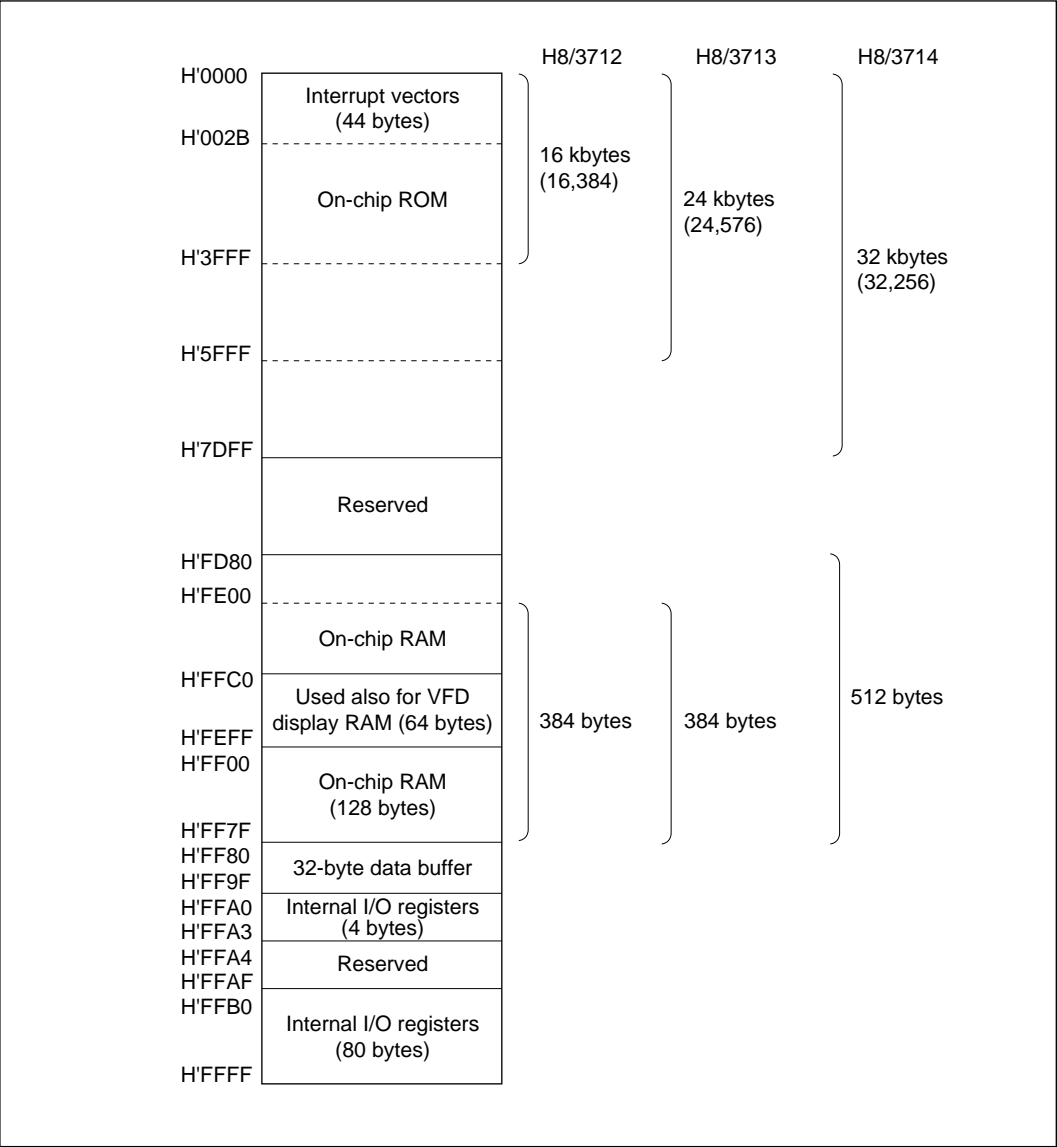 H8/3712 H8/3713 H8/3714
H'0000
Interrupt vectors
(44 bytes)
H'002B
16 kbytes
(16,384)
On-chip ROM
24 kbytes
(24,576)
H'3FFF
32 kbytes
(32,256)
H'5FFF
H'7DFF
Reserved
H'FD80
H'FE00
On-chip RAM
H'FFC0
Used also for VFD
display RAM (64 bytes)
384 bytes
384 bytes
512 bytes
H'FEFF
H'FF00
On-chip RAM
(128 bytes)
H'FF7F
H'FF80
32-byte data buffer
H'FF9F
H'FFA0
Internal I/O registers
(4 bytes)
H'FFA3
H'FFA4
Reserved
H'FFAF
H'FFB0
Internal I/O registers
(80 bytes)
H'FFFF